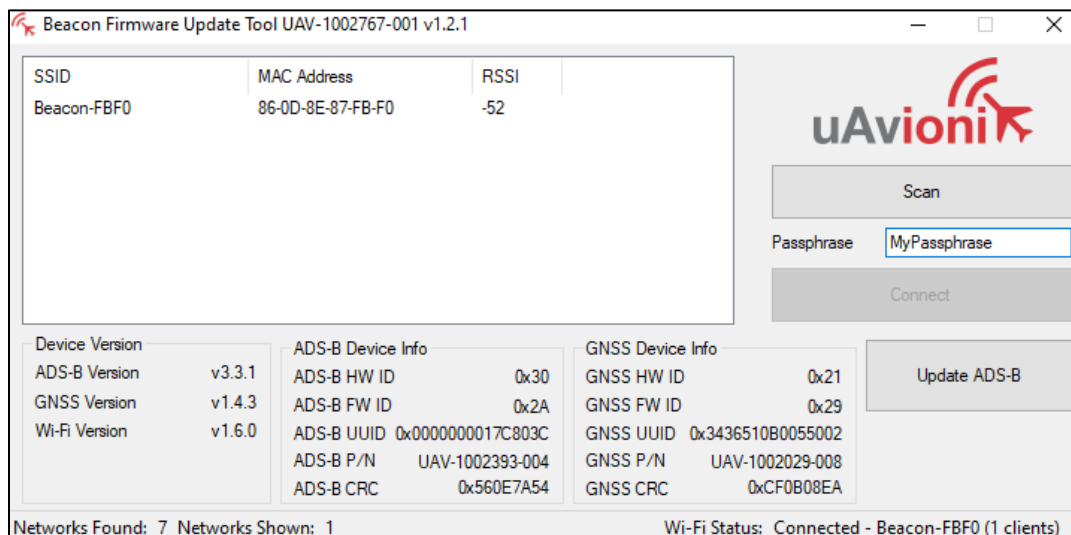 Beacon Firmware Update Tool UAV-1002767-001 v1.2.1
SSID MAC Address RSSI
Beacon-FBF0 86-0D-8E-87-FB-F0 -52
uAvioni
Scan
Passphrase MyPassphrase
Connect
Device Version
ADS-B Version v3.3.1
GNSS Version v1.4.3
Wi-Fi Version v1.6.0
ADS-B Device Info
ADS-B HW ID 0x30
ADS-B FW ID 0x2A
ADS-B UUID 0x0000000017C803C
ADS-B P/N UAV-1002393-004
ADS-B CRC 0x560E7A54
GNSS Device Info
GNSS HW ID 0x21
GNSS FW ID 0x29
GNSS UUID 0x3436510B0055002
GNSS P/N UAV-1002029-008
GNSS CRC 0xCF0B08EA
Update ADS-B
Networks Found: 7 Networks Shown: 1
Wi-Fi Status: Connected - Beacon-FBF0 (1 clients)